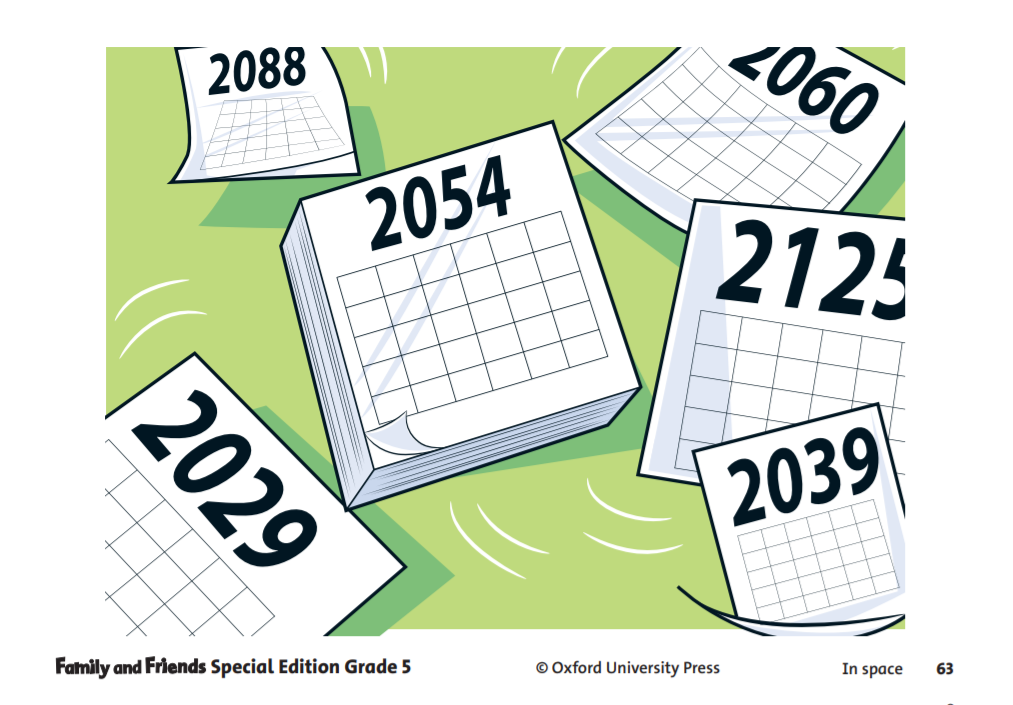 2088
2060
2054
2125
2029
2039
Family and Friends Special Edition Grade 5
© Oxford University Press
In space 63